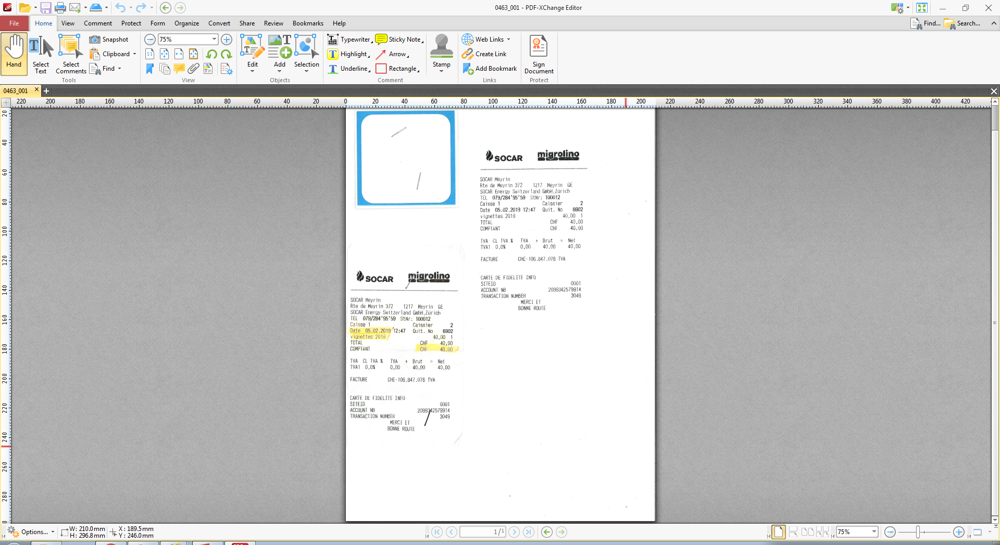 0463_001 - PDF-XChange Editor
File Home View Comment Protect Form Organize Convert Share Review Bookmarks Help
Find... Search...
Hand
Select Text
Select Comments
Snapshot
Clipboard
Find
Tools
75%
View
Edit
Add
Selection
Objects
Typewriter
Highlight
Underline
Sticky Note
Arrow
Rectangle
Comment
Stamp
Web Links
Create Link
Add Bookmark
Links
Sign Document
Protect
0463_001
220 200 180 160 140 120 100 80 60 40 20 0 20 40 60 80 100 120 140 160 180 200 220 240 260 280 300 320 340 360 380 400 420
20
40
60
80
100
120
140
160
180
200
220
240
260
280
0
SOCAR migrolino
SOCAR Meyrin
Rte de Meyrin 372 1217 Meyrin GE
SOCAR Energy Switzerland GmbH,Zürich
TEL 079/284'95'59 StNr: 100012
Caisse 1 Caissier 2
Date 05.02.2019 12:47 Quit. No 6902
vignettes 2019 40,00 1
TOTAL CHF 40,00
COMPTANT CHF 40,00
TVA CL TVA % TVA + Brut = Net
TVA1 0,0% 0,00 40,00 40,00
FACTURE CHE-106.847.076 TVA
CARTE DE FIDELITE INFO
SITEID 0001
ACCOUNT NB 2099342579914
TRANSACTION NUMBER 3049
MERCI ET
BONNE ROUTE
SOCAR migrolino
SOCAR Meyrin
Rte de Meyrin 372 1217 Meyrin GE
SOCAR Energy Switzerland GmbH,Zürich
TEL 079/284'95'59 StNr: 100012
Caisse 1 Caissier 2
Date 05.02.2019 12:47 Quit. No 6902
vignettes 2019 40,00 1
TOTAL CHF 40,00
COMPTANT CHF 40,00
TVA CL TVA % TVA + Brut = Net
TVA1 0,0% 0,00 40,00 40,00
FACTURE CHE-106.847.076 TVA
CARTE DE FIDELITE INFO
SITEID 0001
ACCOUNT NB 2099342579914
TRANSACTION NUMBER 3049
MERCI ET
BONNE ROUTE
Options...
W: 210.0mm
H: 296.8mm
X: 189.5mm
Y: 246.0mm
1/1
75%